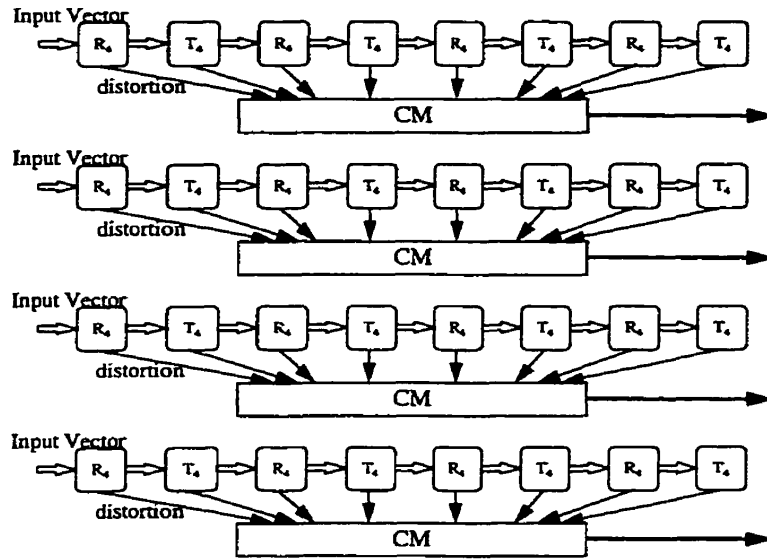 Input Vector
R₄ T₄ R₄ T₄ R₄ T₄ R₄ T₄
distortion
CM
Input Vector
R₄ T₄ R₄ T₄ R₄ T₄ R₄ T₄
distortion
CM
Input Vector
R₄ T₄ R₄ T₄ R₄ T₄ R₄ T₄
distortion
CM
Input Vector
R₄ T₄ R₄ T₄ R₄ T₄ R₄ T₄
distortion
CM